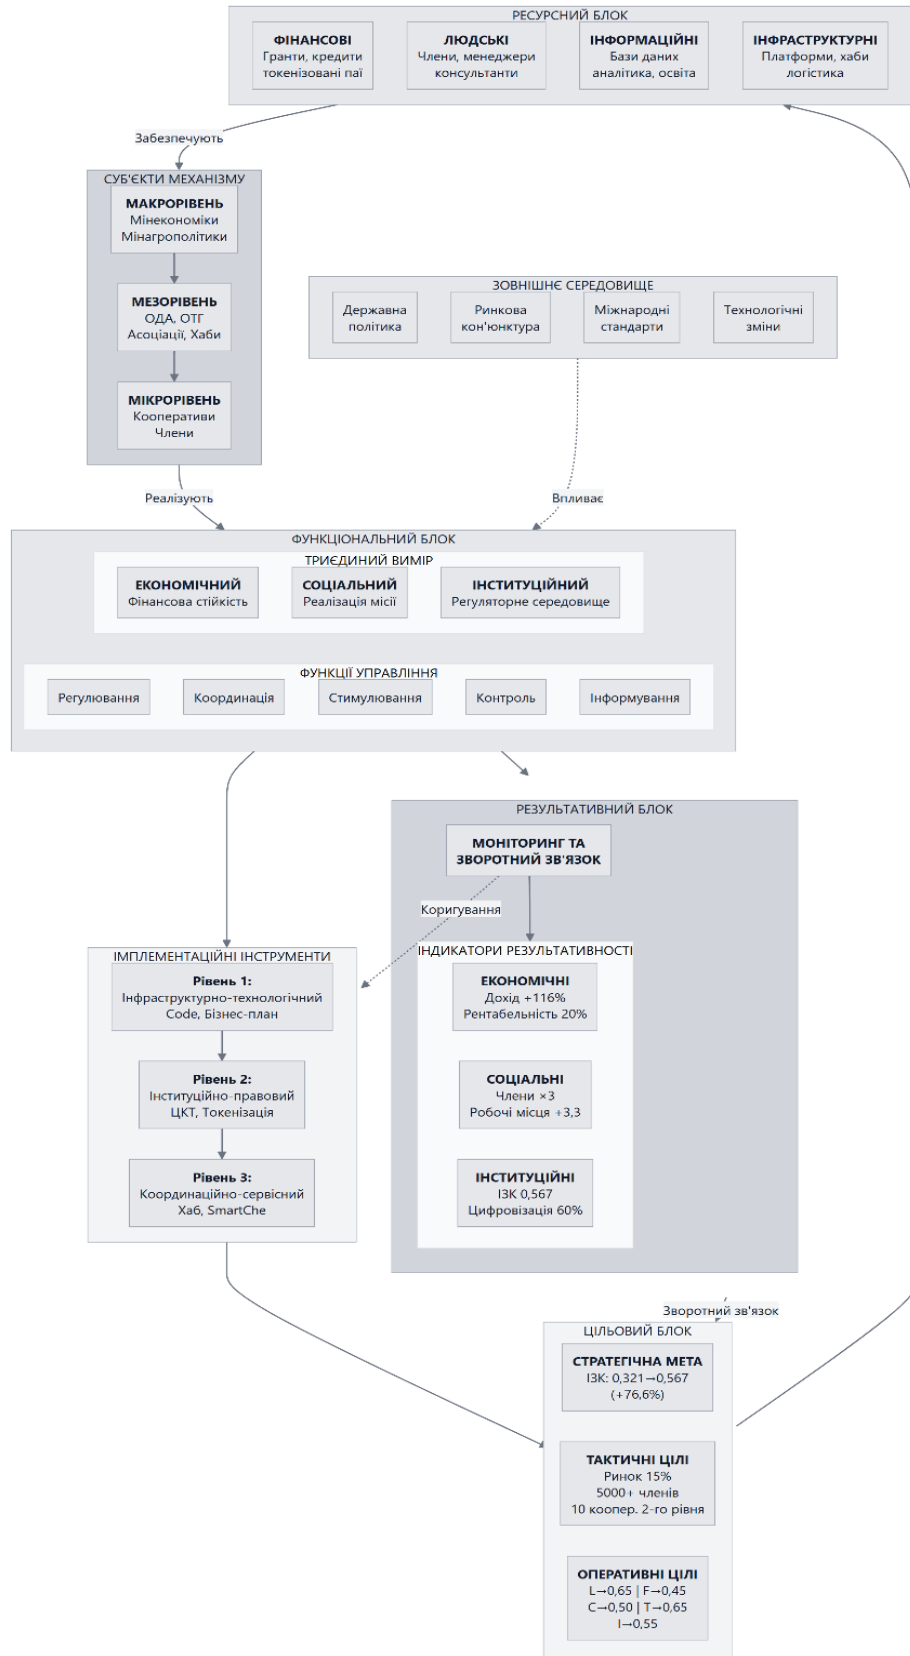 РЕСУРСНИЙ БЛОК
ФІНАНСОВІ
Гранти, кредити
токенізовані паї
ЛЮДСЬКІ
Члени, менеджери
консультанти
ІНФОРМАЦІЙНІ
Бази даних
аналітика, освіта
ІНФРАСТРУКТУРНІ
Платформи, хаби
логістика
Забезпечують
СУБ'ЄКТИ МЕХАНІЗМУ
МАКРОРІВЕНЬ
Мінекономіки
Мінагрополітики
МЕЗОРІВЕНЬ
ОДА, ОТГ
Асоціації, Хаби
МІКРОРІВЕНЬ
Кооперативи
Члени
ЗОВНІШНЄ СЕРЕДОВИЩЕ
Державна
політика
Ринкова
кон'юнктура
Міжнародні
стандарти
Технологічні
зміни
Реалізують
Впливає
ФУНКЦІОНАЛЬНИЙ БЛОК
ТРИЄДИНИЙ ВИМІР
ЕКОНОМІЧНИЙ
Фінансова стійкість
СОЦІАЛЬНИЙ
Реалізація місії
ІНСТИТУЦІЙНИЙ
Регуляторне середовище
ФУНКЦІЇ УПРАВЛІННЯ
Регулювання
Координація
Стимулювання
Контроль
Інформування
РЕЗУЛЬТАТИВНИЙ БЛОК
МОНІТОРИНГ ТА
ЗВОРОТНИЙ ЗВ'ЯЗОК
Коригування
ІНДИКАТОРИ РЕЗУЛЬТАТИВНОСТІ
ЕКОНОМІЧНІ
Дохід +116%
Рентабельність 20%
СОЦІАЛЬНІ
Члени ×3
Робочі місця +3,3
ІНСТИТУЦІЙНІ
ІЗК 0,567
Цифровізація 60%
ІМПЛЕМЕНТАЦІЙНІ ІНСТРУМЕНТИ
Рівень 1:
Інфраструктурно-технологічний
Code, Бізнес-план
Рівень 2:
Інституційно-правовий
ЦКТ, Токенізація
Рівень 3:
Координаційно-сервісний
Хаб, SmartChe
Зворотний зв'язок
ЦІЛЬОВИЙ БЛОК
СТРАТЕГІЧНА МЕТА
ІЗК: 0,321→0,567
(+76,6%)
ТАКТИЧНІ ЦІЛІ
Ринок 15%
5000+ членів
10 коопер. 2-го рівня
ОПЕРАТИВНІ ЦІЛІ
L→0,65 | F→0,45
C→0,50 | T→0,65
I→0,55